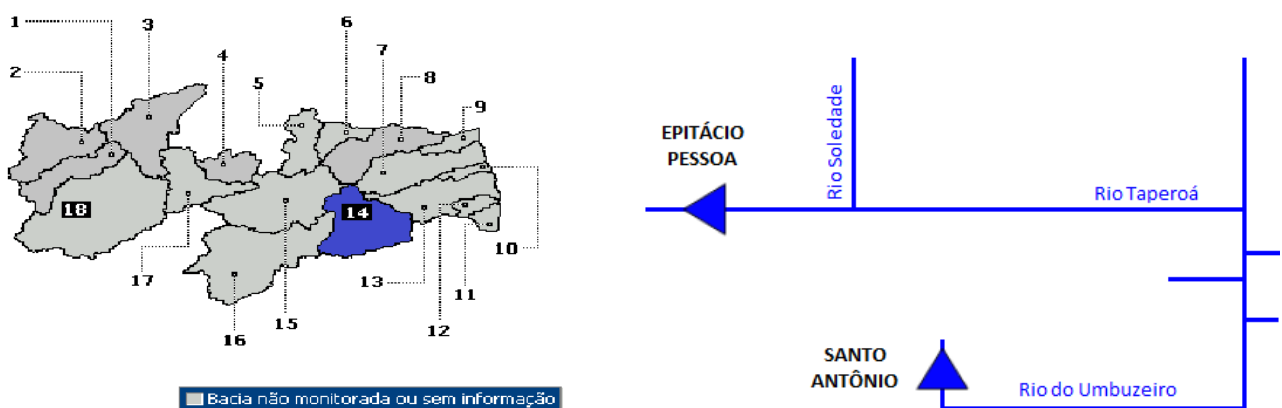 1
3
6
7
4
8
2
5
9
18
14
10
17
13
11
12
15
16
Bacia não monitorada ou sem informação
EPITÁCIO
PESSOA
Rio Soledade
Rio Taperoá
SANTO
ANTÔNIO
Rio do Umbuzeiro